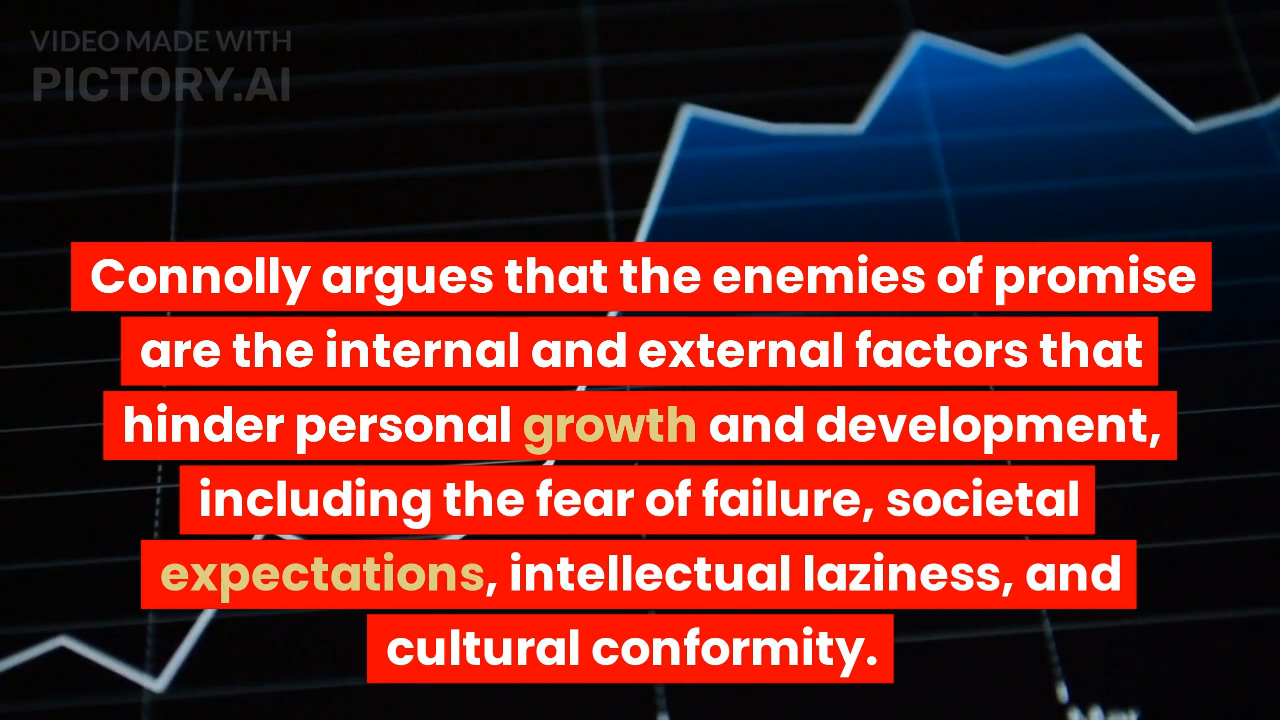 VIDEO MADE WITH
PICTORY.AI
Connolly argues that the enemies of promise
are the internal and external factors that
hinder personal growth and development,
including the fear of failure, societal
expectations, intellectual laziness, and
cultural conformity.